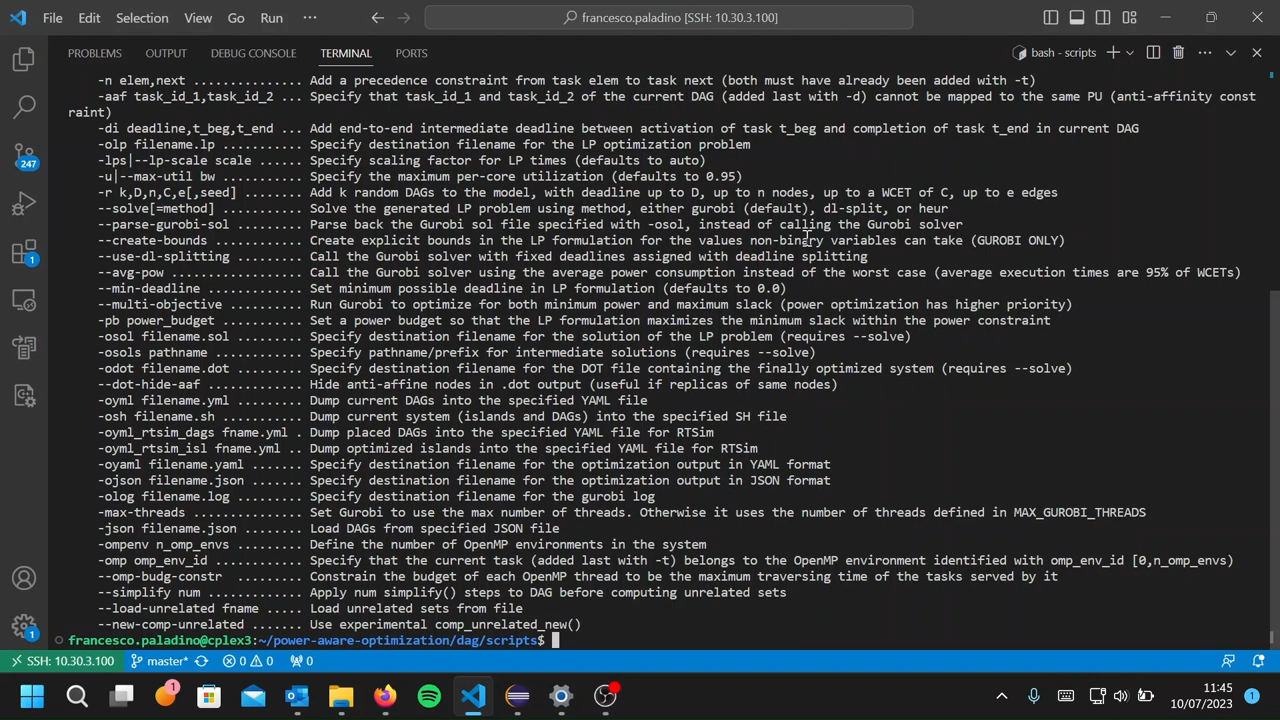 File Edit Selection View Go Run ··· francesco.paladino [SSH: 10.30.3.100]
PROBLEMS OUTPUT DEBUG CONSOLE TERMINAL PORTS bash - scripts
-n elem,next .............. Add a precedence constraint from task elem to task next (both must have already been added with -t)
-aaf task_id_1,task_id_2 ... Specify that task_id_1 and task_id_2 of the current DAG (added last with -d) cannot be mapped to the same PU (anti-affinity const
raint)
-di deadline,t_beg,t_end ... Add end-to-end intermediate deadline between activation of task t_beg and completion of task t_end in current DAG
-olp filename.lp ........... Specify destination filename for the LP optimization problem
-lps|--lp-scale scale ...... Specify scaling factor for LP times (defaults to auto)
-u|--max-util bw ........... Specify the maximum per-core utilization (defaults to 0.95)
-r k,D,n,C,e[,seed] ........ Add k random DAGs to the model, with deadline up to D, up to n nodes, up to a WCET of C, up to e edges
--solve[=method] ........... Solve the generated LP problem using method, either gurobi (default), dl-split, or heur
--parse-gurobi-sol ......... Parse back the Gurobi sol file specified with -osol, instead of calling the Gurobi solver
--create-bounds ............ Create explicit bounds in the LP formulation for the values non-binary variables can take (GUROBI ONLY)
--use-dl-splitting ......... Call the Gurobi solver with fixed deadlines assigned with deadline splitting
--avg-pow .................. Call the Gurobi solver using the average power consumption instead of the worst case (average execution times are 95% of WCETs)
--min-deadline ............. Set minimum possible deadline in LP formulation (defaults to 0.0)
--multi-objective .......... Run Gurobi to optimize for both minimum power and maximum slack (power optimization has higher priority)
-pb power_budget ........... Set a power budget so that the LP formulation maximizes the minimum slack within the power constraint
-osol filename.sol ......... Specify destination filename for the solution of the LP problem (requires --solve)
-osols pathname ............ Specify pathname/prefix for intermediate solutions (requires --solve)
-odot filename.dot ......... Specify destination filename for the DOT file containing the finally optimized system (requires --solve)
--dot-hide-aaf ............. Hide anti-affine nodes in .dot output (useful if replicas of same nodes)
-oyml filename.yml ......... Dump current DAGs into the specified YAML file
-osh filename.sh ........... Dump current system (islands and DAGs) into the specified SH file
-oyml_rtsim_dags fname.yml . Dump placed DAGs into the specified YAML file for RTSim
-oyml_rtsim_isl fname.yml .. Dump optimized islands into the specified YAML file for RTSim
-oyaml filename.yaml ....... Specify destination filename for the optimization output in YAML format
-ojson filename.json ....... Specify destination filename for the optimization output in JSON format
-olog filename.log ......... Specify destination filename for the gurobi log
-max-threads ............... Set Gurobi to use the max number of threads. Otherwise it uses the number of threads defined in MAX_GUROBI_THREADS
-json filename.json ........ Load DAGs from specified JSON file
-ompenv n_omp_envs ......... Define the number of OpenMP environments in the system
-omp omp_env_id ............ Specify that the current task (added last with -t) belongs to the OpenMP environment identified with omp_env_id [0,n_omp_envs)
--omp-budg-constr .......... Constrain the budget of each OpenMP thread to be the maximum traversing time of the tasks served by it
--simplify num ............. Apply num simplify() steps to DAG before computing unrelated sets
--load-unrelated fname ..... Load unrelated sets from file
--new-comp-unrelated ....... Use experimental comp_unrelated_new()
francesco.paladino@cplex3:~/power-aware-optimization/dag/scripts$
247
1
1
SSH: 10.30.3.100 master* 0 0 0
1
11:45
10/07/2023
1